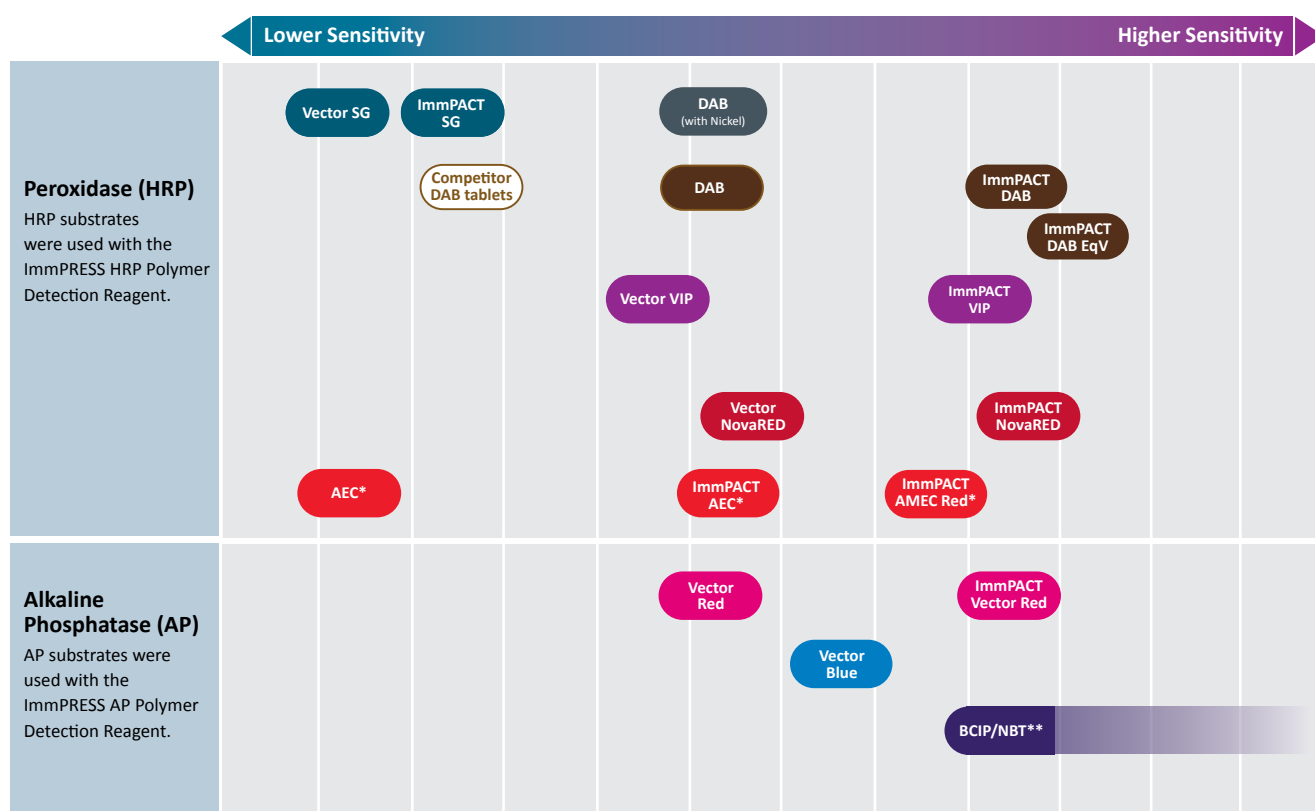 Lower Sensitivity
Higher Sensitivity
Peroxidase (HRP)
HRP substrates
were used with the
ImmPRESS HRP Polymer
Detection Reagent.
Vector SG
ImmPACT
SG
DAB
(with Nickel)
Competitor
DAB tablets
DAB
ImmPACT
DAB
ImmPACT
DAB EqV
Vector VIP
ImmPACT
VIP
Vector
NovaRED
ImmPACT
NovaRED
AEC*
ImmPACT
AEC*
ImmPACT
AMEC Red*
Alkaline
Phosphatase (AP)
AP substrates were
used with the
ImmPRESS AP Polymer
Detection Reagent.
Vector
Red
ImmPACT
Vector Red
Vector
Blue
BCIP/NBT**